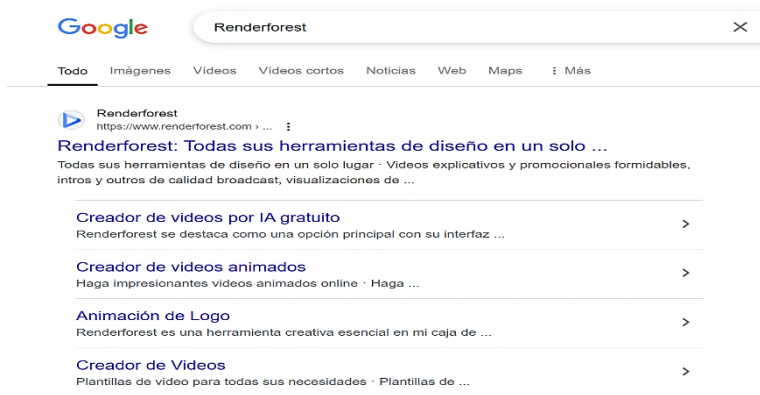 Google
Renderforest
Todo Imágenes Vídeos Vídeos cortos Noticias Web Maps Más
Renderforest
https://www.renderforest.com › ...
Renderforest: Todas sus herramientas de diseño en un solo ...
Todas sus herramientas de diseño en un solo lugar · Videos explicativos y promocionales formidables,
intros y outros de calidad broadcast, visualizaciones de ...
Creador de videos por IA gratuito
Renderforest se destaca como una opción principal con su interfaz ...
Creador de videos animados
Haga impresionantes videos animados online · Haga ...
Animación de Logo
Renderforest es una herramienta creativa esencial en mi caja de ...
Creador de Videos
Plantillas de video para todas sus necesidades · Plantillas de ...